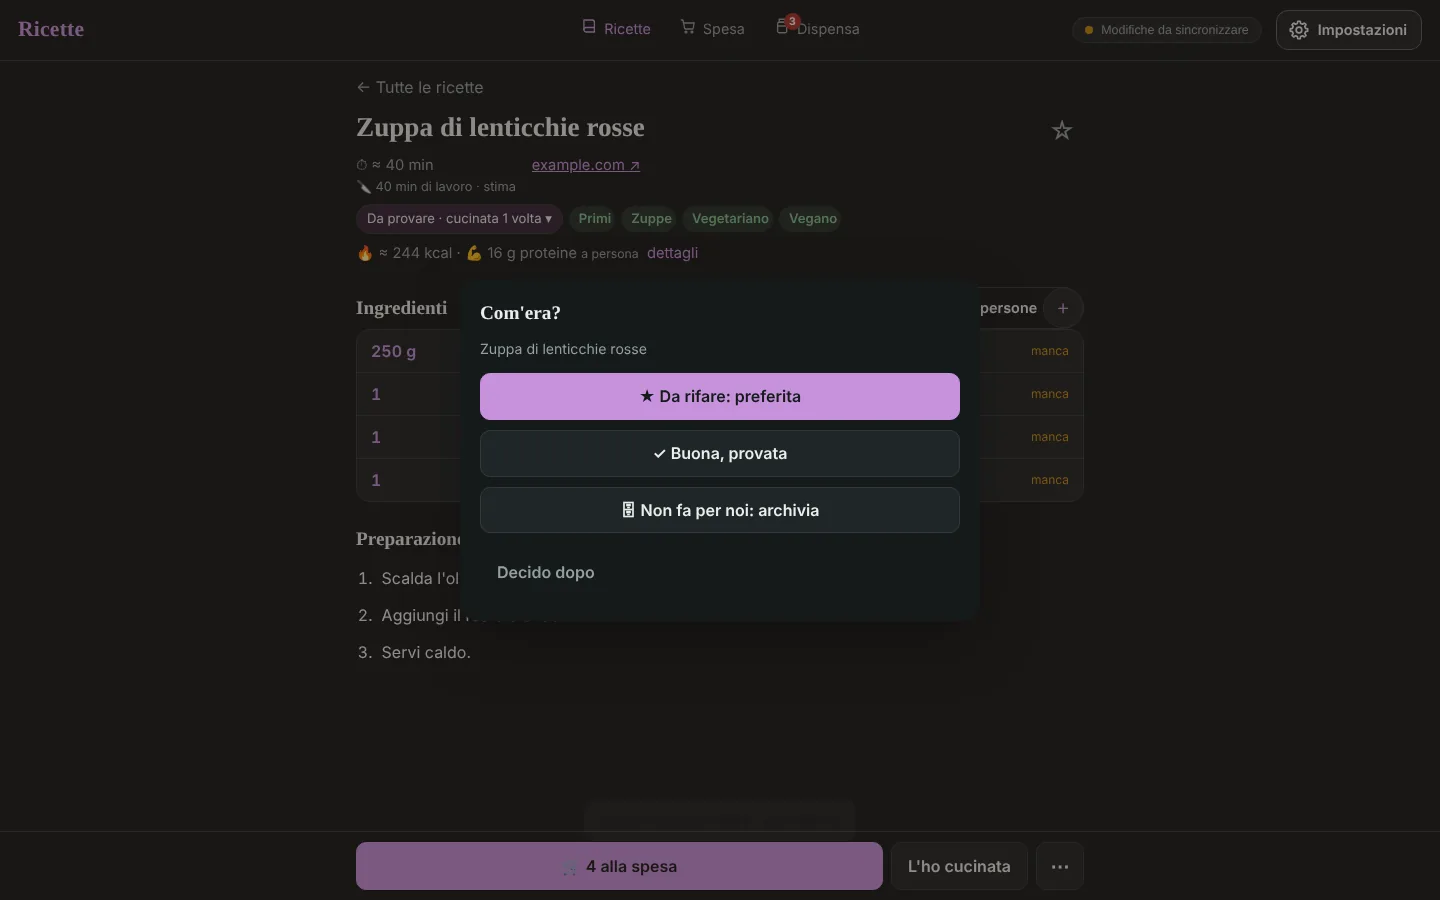 Ricette
Ricette
Spesa
3
Dispensa
Modifiche da sincronizzare
Impostazioni
← Tutte le ricette
Zuppa di lenticchie rosse
≈ 40 min
example.com ↗
40 min di lavoro · stima
Da provare · cucinata 1 volta ▾
Primi
Zuppe
Vegetariano
Vegano
≈ 244 kcal · 16 g proteine a persona dettagli
Ingredienti
persone
+
250 g
manca
1
manca
1
manca
1
manca
Com'era?
Zuppa di lenticchie rosse
★ Da rifare: preferita
✓ Buona, provata
Non fa per noi: archivia
Decido dopo
Preparazione
1. Scalda l'ol
2. Aggiungi il
3. Servi caldo.
4 alla spesa
L'ho cucinata
⋯